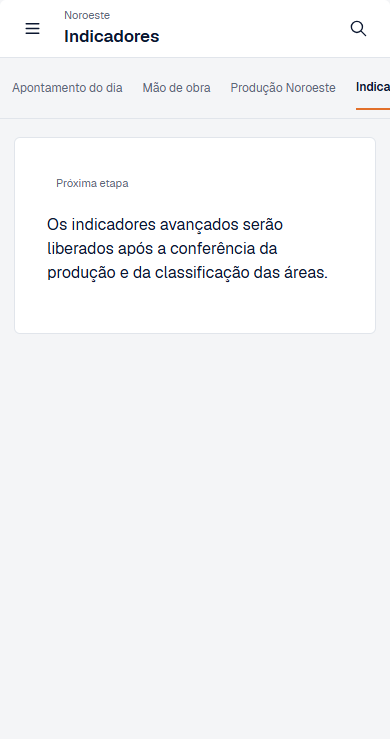 Noroeste
Indicadores
Apontamento do dia Mão de obra Produção Noroeste Indica
Próxima etapa
Os indicadores avançados serão
liberados após a conferência da
produção e da classificação das áreas.